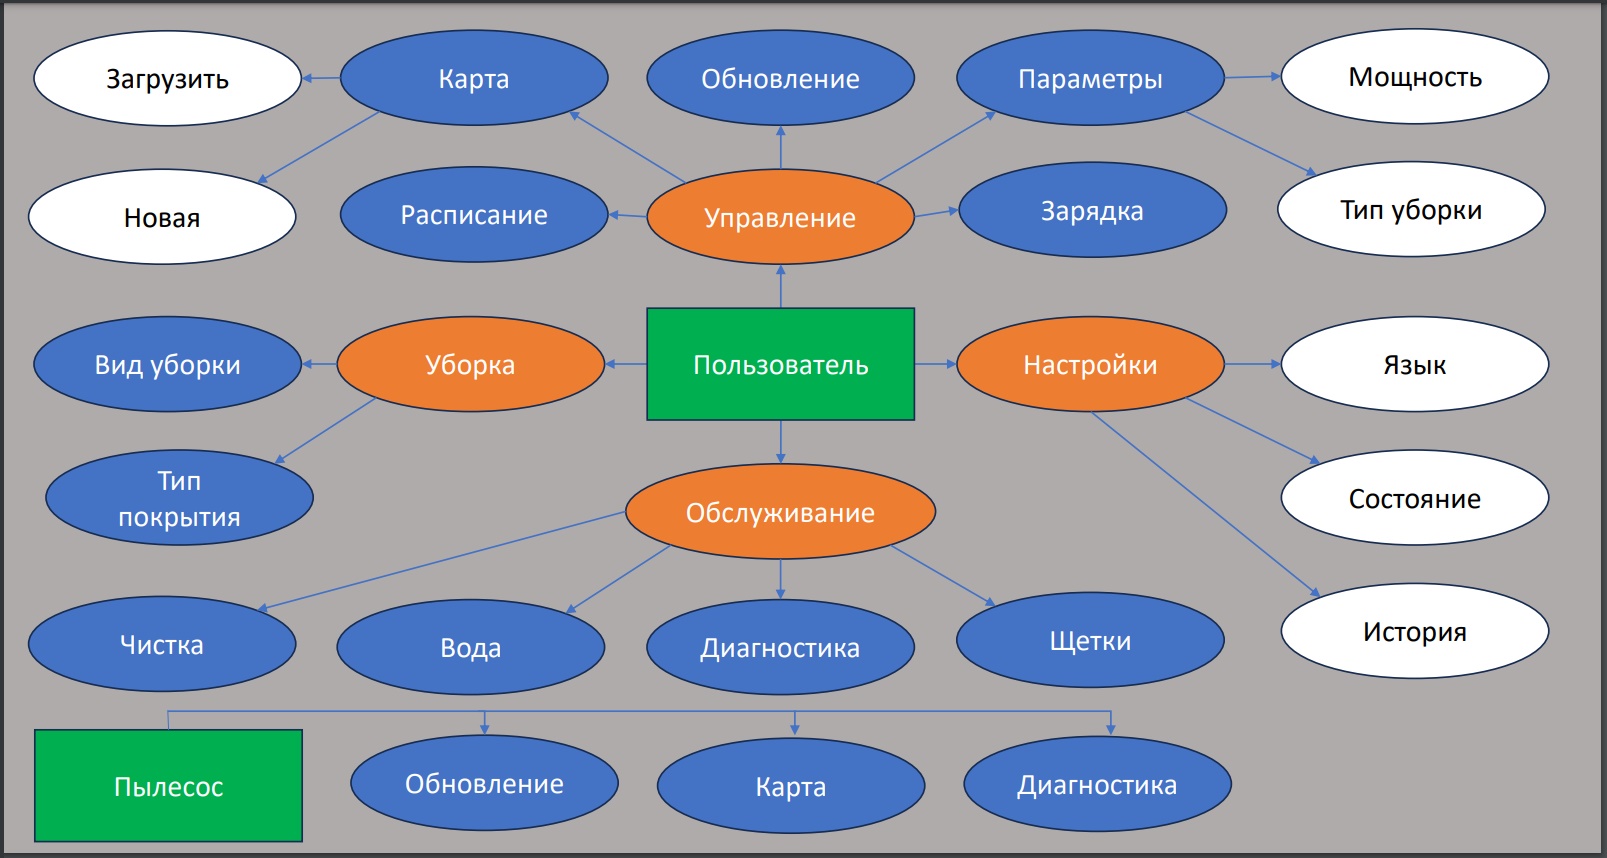 Загрузить
Карта
Обновление
Параметры
Мощность
Новая
Расписание
Управление
Зарядка
Тип уборки
Вид уборки
Уборка
Пользователь
Настройки
Язык
Тип
покрытия
Обслуживание
Состояние
Чистка
Вода
Диагностика
Щетки
История
Пылесос
Обновление
Карта
Диагностика